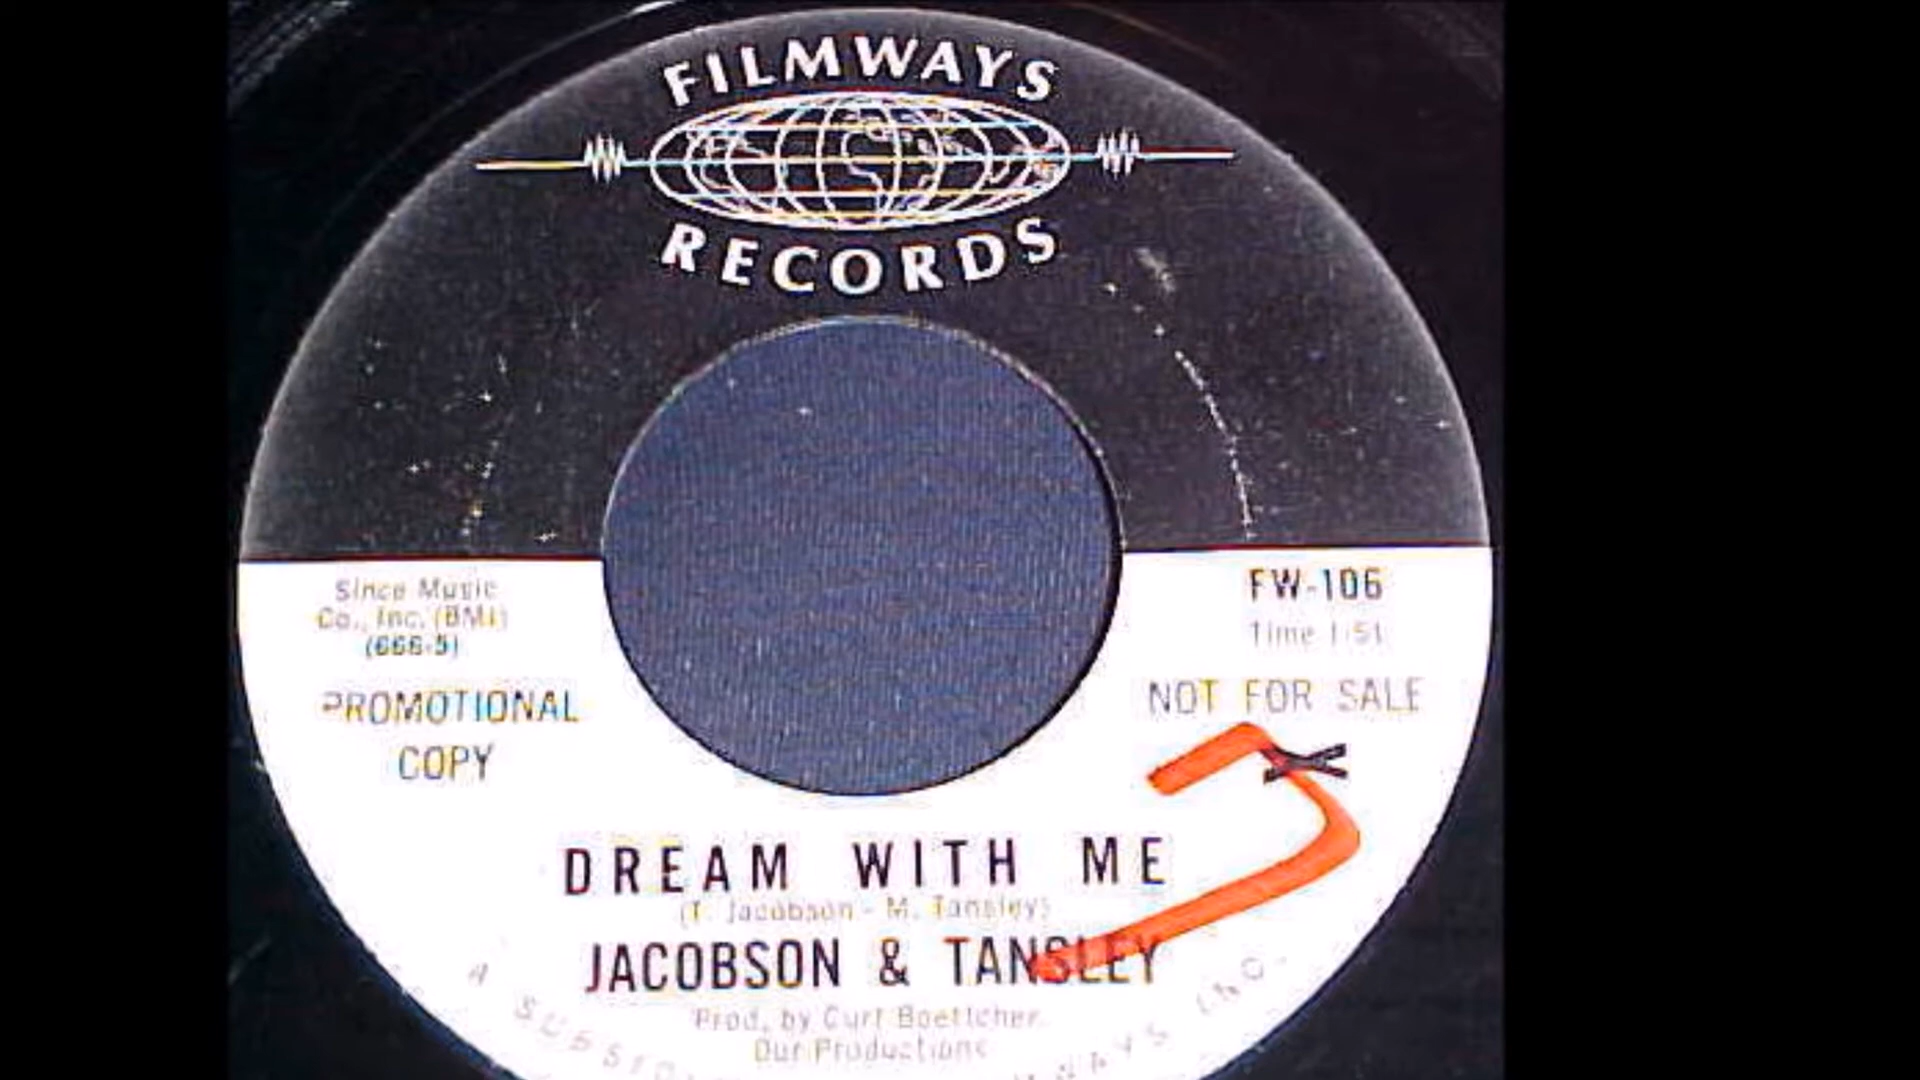 FILMWAYS
RECORDS
Since Music
Co., Inc. (BMI)
(666-5)
PROMOTIONAL
COPY
FW-106
Time 1:51
NOT FOR SALE
DREAM WITH ME
(T. Jacobson - M. Tansley)
JACOBSON & TANSLEY
Prod. by Curt Boettcher
Our Productions
A INC.